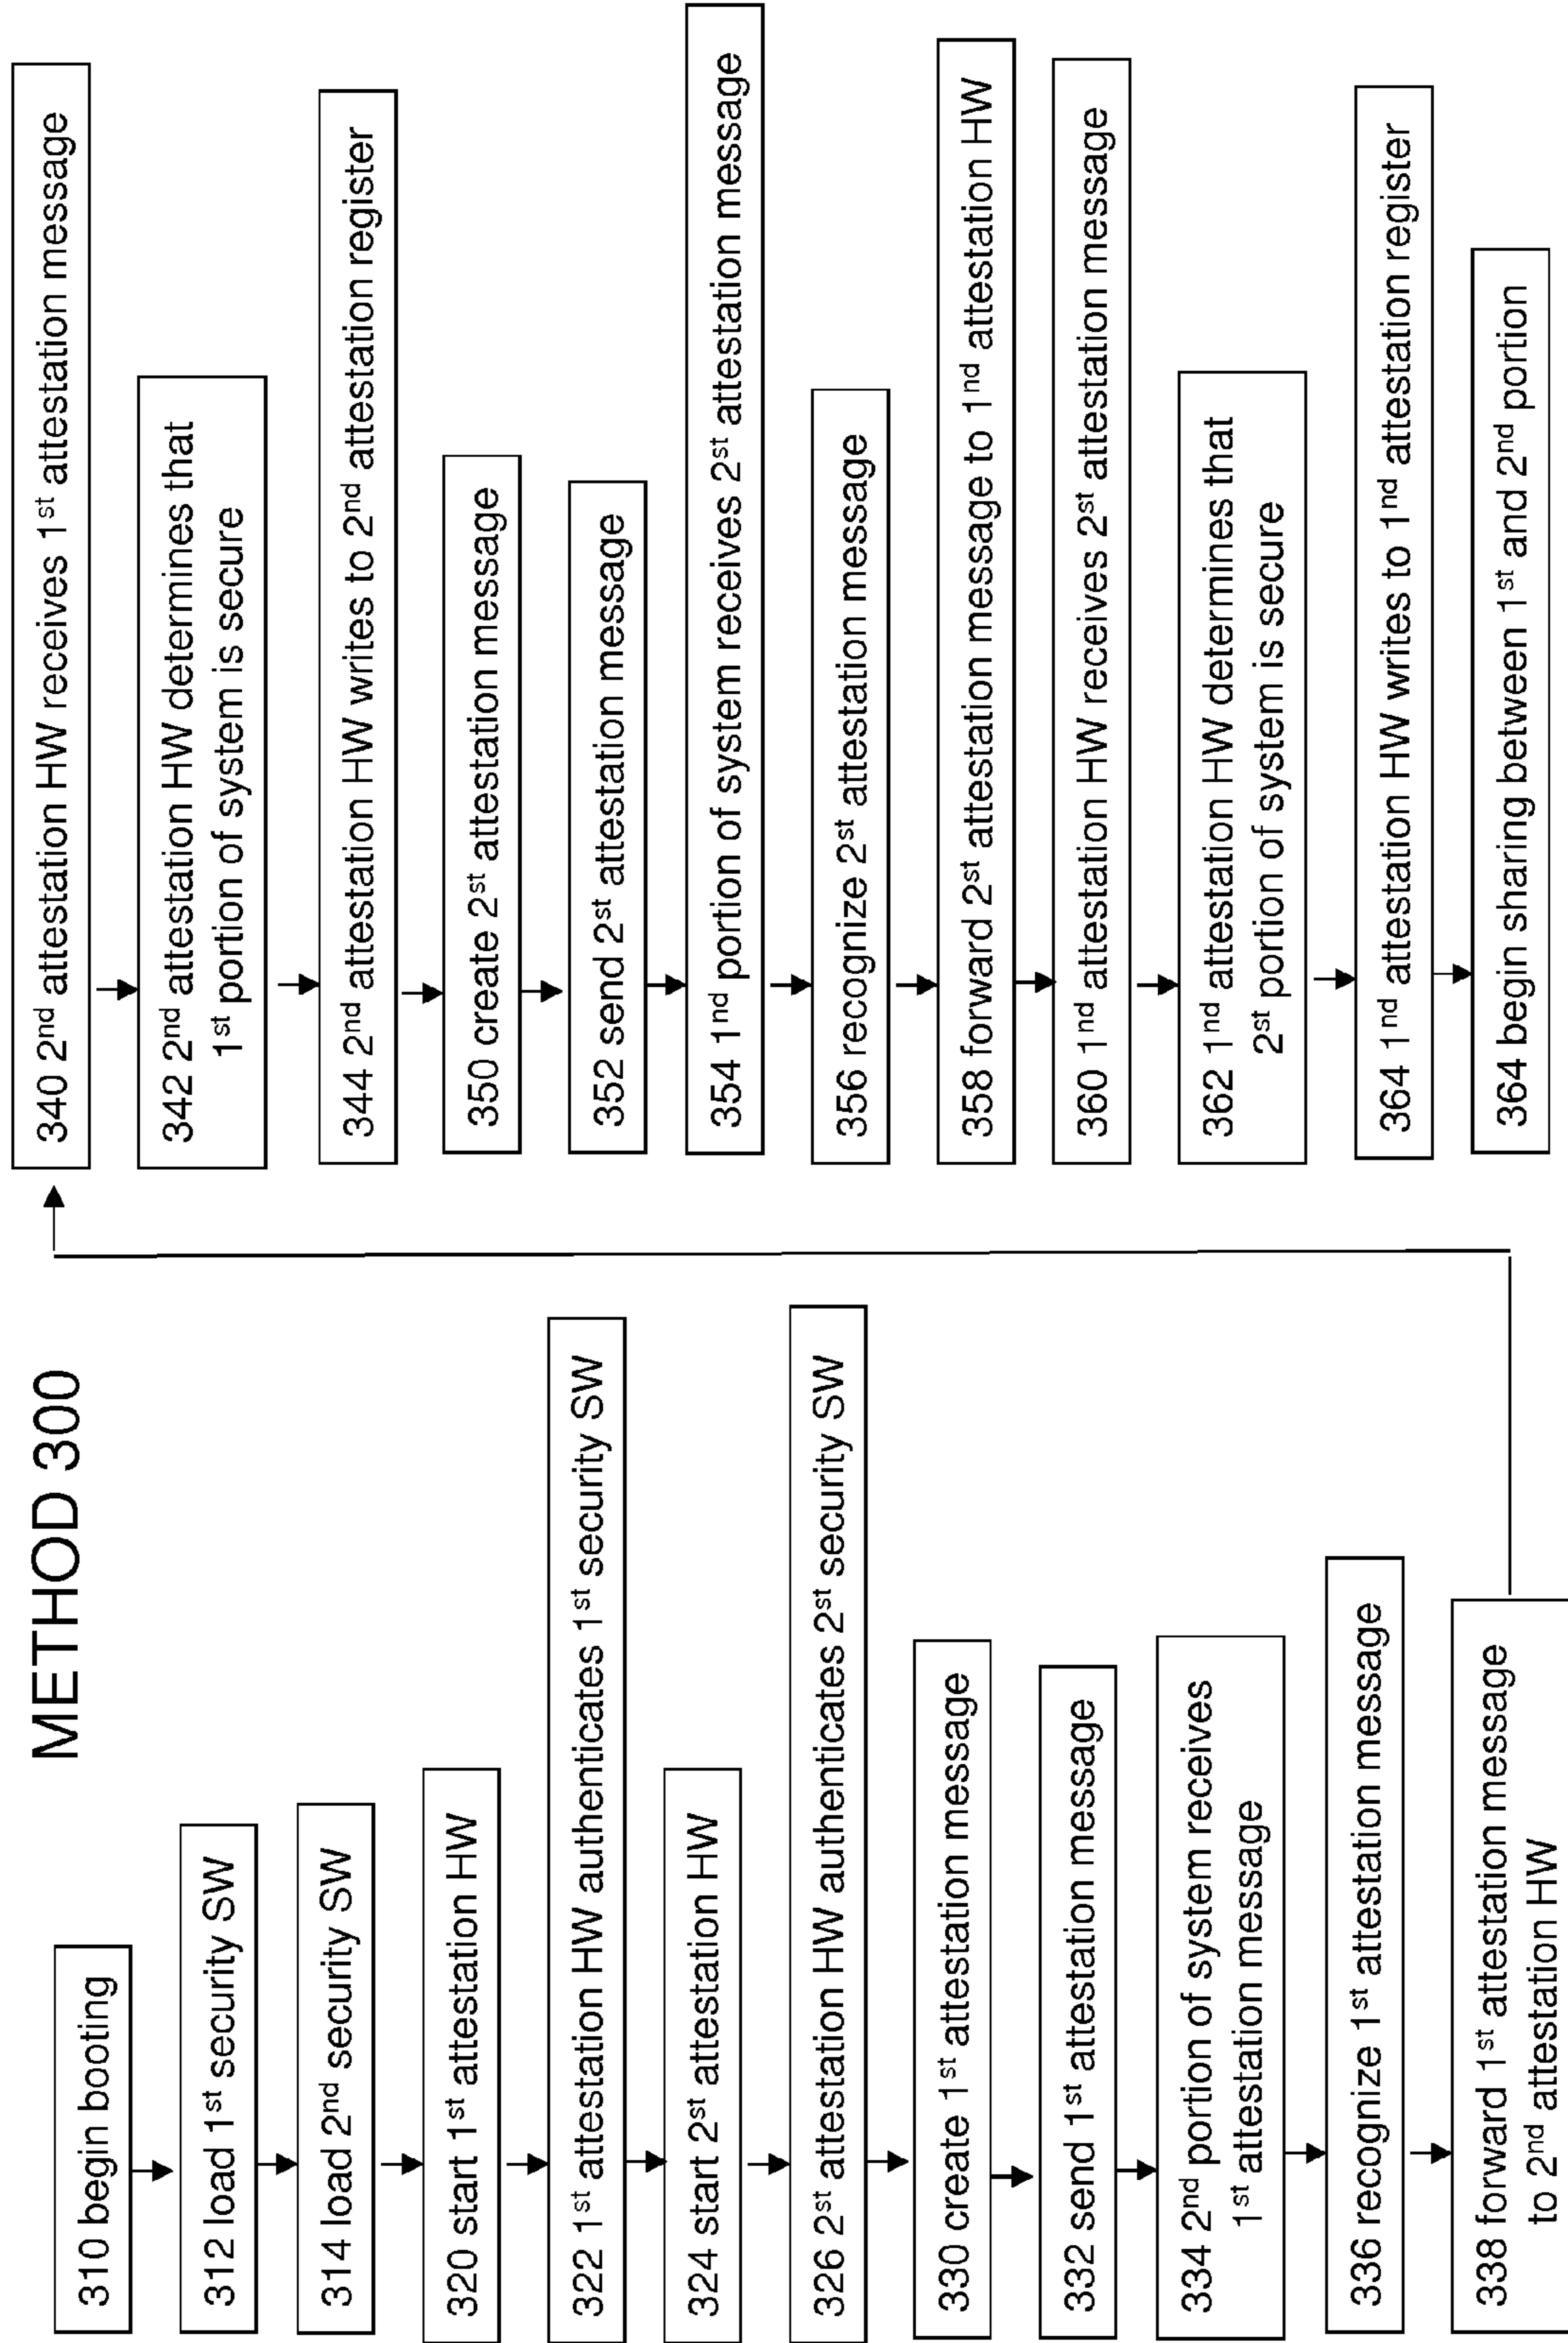 METHOD 300
310 begin booting
312 load 1st security SW
314 load 2nd security SW
320 start 1st attestation HW
322 1st attestation HW authenticates 1st security SW
324 start 2st attestation HW
326 2st attestation HW authenticates 2st security SW
330 create 1st attestation message
332 send 1st attestation message
334 2nd portion of system receives
1st attestation message
336 recognize 1st attestation message
338 forward 1st attestation message
to 2nd attestation HW
340 2nd attestation HW receives 1st attestation message
342 2nd attestation HW determines that
1st portion of system is secure
344 2nd attestation HW writes to 2nd attestation register
350 create 2st attestation message
352 send 2st attestation message
354 1nd portion of system receives 2st attestation message
356 recognize 2st attestation message
358 forward 2st attestation message to 1nd attestation HW
360 1nd attestation HW receives 2st attestation message
362 1nd attestation HW determines that
2st portion of system is secure
364 1nd attestation HW writes to 1nd attestation register
364 begin sharing between 1st and 2nd portion